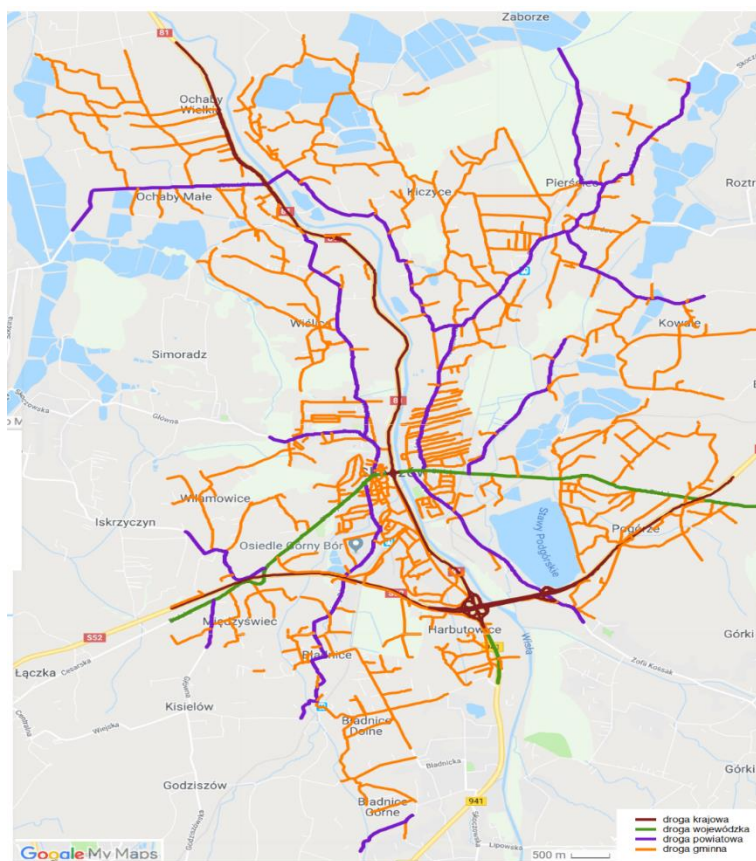 Zaborze
81
Ochaby
Wielkie
Kiczyce
Pierściec
Roztr
Ochaby Małe
Wiślica
Kowale
Simoradz
Główna
Wilamowice
Iskrzyczyn
Pogórze
Stawy Podgórskie
Osiedle Górny Bór
Międzyświeć
Harbutowice
Górki
S52
Łączka
Cesarska
Bładnice
Wisła
Zofii Kossak
Kisielów
Wiejska
Bładnice
Dolne
Bładnicka
Górki
Godziszów
941
Bładnice
Górne
Lipowska
droga krajowa
droga wojewódzka
droga powiatowa
droga gminna
Google My Maps
500 m